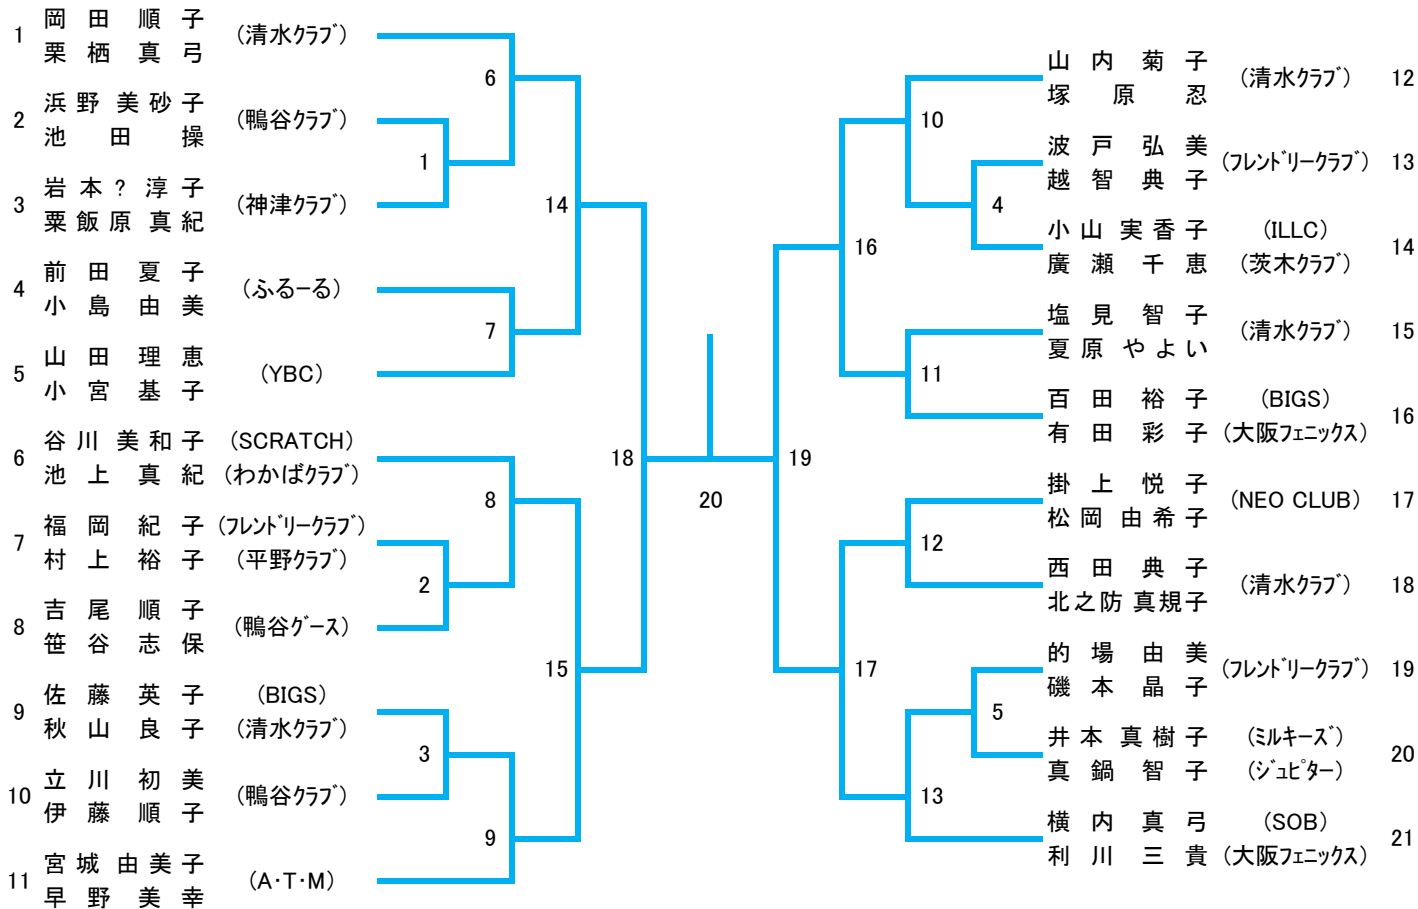 1 岡田順子 (清水ｸﾗﾌﾞ)
栗栖真弓
2 浜野美砂子 (鴨谷ｸﾗﾌﾞ)
池田操
3 岩本?淳子 (神津ｸﾗﾌﾞ)
粟飯原真紀
4 前田夏子 (ふるーる)
小島由美
5 山田理恵 (YBC)
小宮基子
6 谷川美和子 (SCRATCH)
池上真紀 (わかばｸﾗﾌﾞ)
7 福岡紀子 (ﾌﾚﾝﾄﾞﾘｰｸﾗﾌﾞ)
村上裕子 (平野ｸﾗﾌﾞ)
8 吉尾順子 (鴨谷ｸﾞｰｽ)
笹谷志保
9 佐藤英子 (BIGS)
秋山良子 (清水ｸﾗﾌﾞ)
10 立川初美 (鴨谷ｸﾗﾌﾞ)
伊藤順子
11 宮城由美子 (A･T･M)
早野美幸
6
1
14
7
18
8
2
15
3
9
20
10
4
16
11
19
12
17
5
13
山内菊子 (清水ｸﾗﾌﾞ) 12
塚原忍
波戸弘美 (ﾌﾚﾝﾄﾞﾘｰｸﾗﾌﾞ) 13
越智典子
小山実香子 (ILLC) 14
廣瀬千恵 (茨木ｸﾗﾌﾞ)
塩見智子 (清水ｸﾗﾌﾞ) 15
夏原やよい
百田裕子 (BIGS) 16
有田彩子 (大阪ﾌｪﾆｯｸｽ)
掛上悦子 (NEO CLUB) 17
松岡由希子
西田典子 (清水ｸﾗﾌﾞ) 18
北之防真規子
的場由美 (ﾌﾚﾝﾄﾞﾘｰｸﾗﾌﾞ) 19
磯本晶子
井本真樹子 (ﾐﾙｷｰｽﾞ) 20
真鍋智子 (ｼﾞｭﾋﾟﾀｰ)
横内真弓 (SOB) 21
利川三貴 (大阪ﾌｪﾆｯｸｽ)